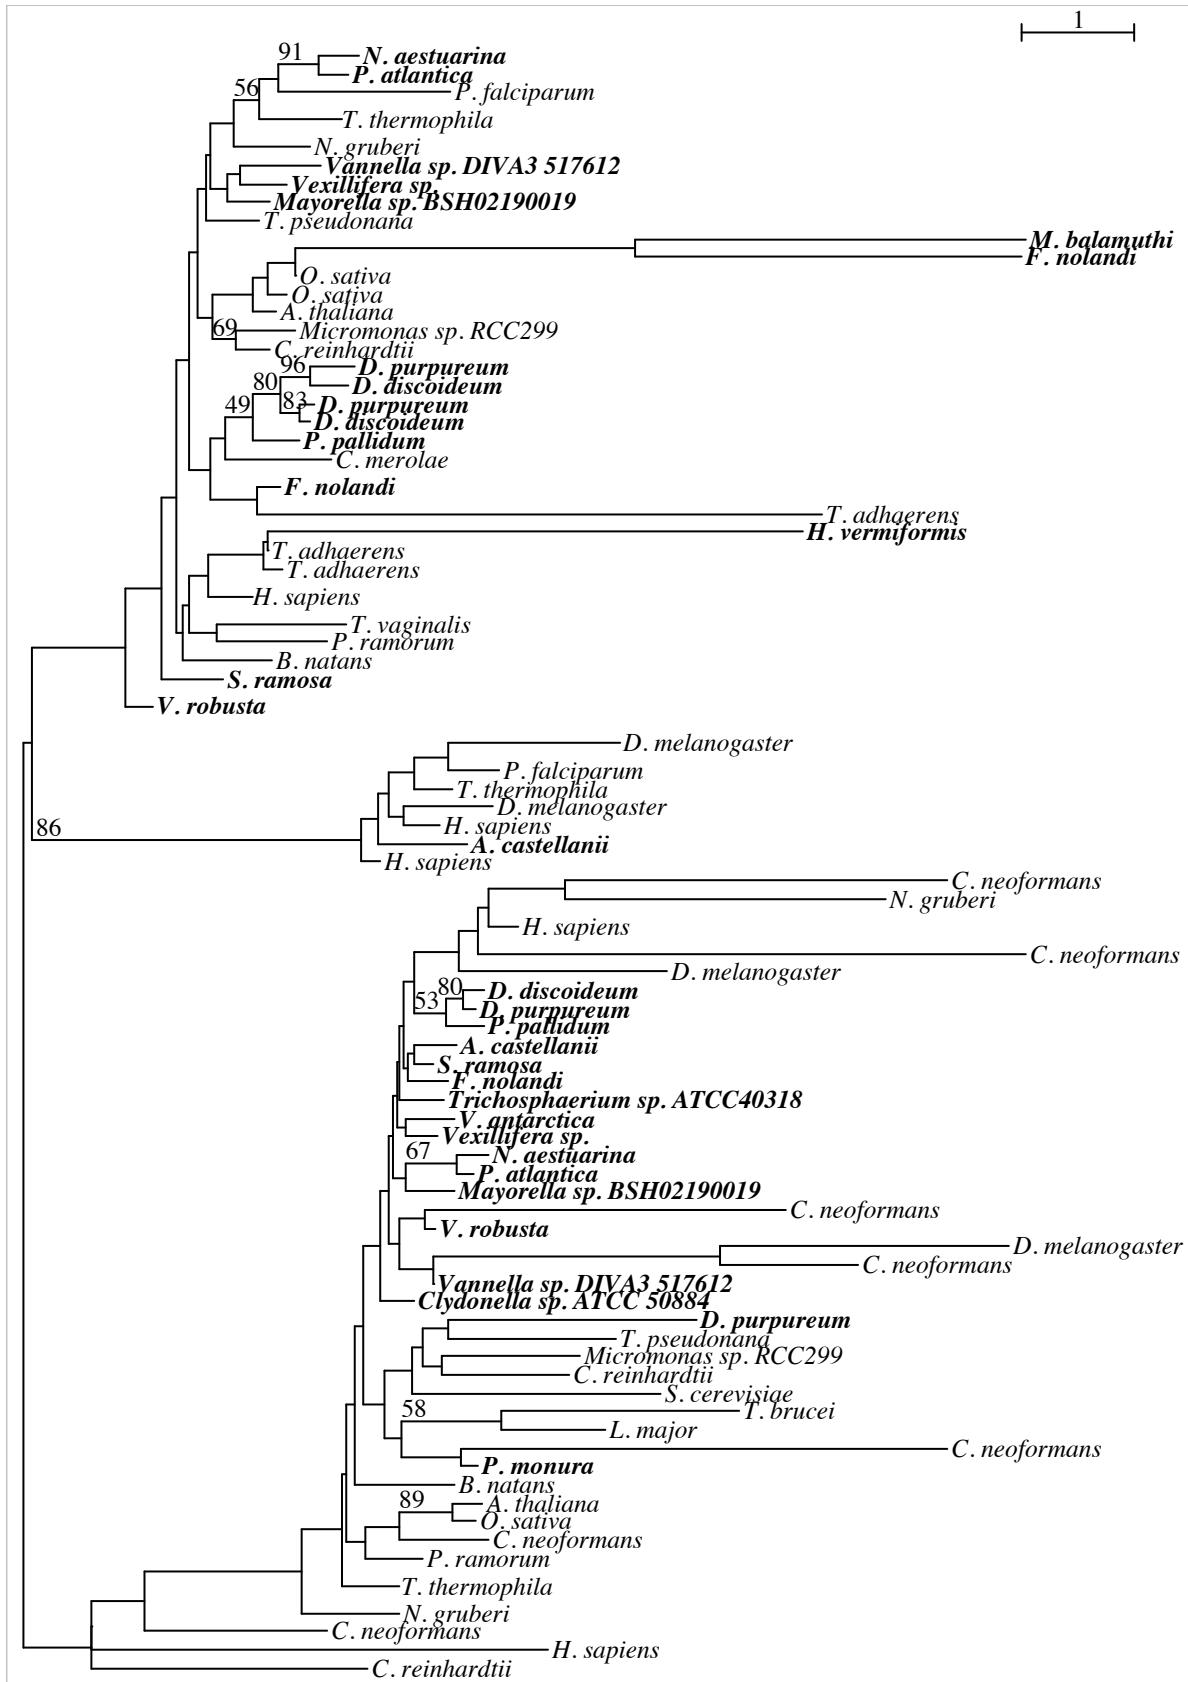 1
91
N. aestuarina
P. atlantica
P. falciparum
56
T. thermophila
N. gruberi
Vannella sp. DIVA3 517612
Vexillifera sp.
Mayorella sp. BSH02190019
T. pseudonana
M. balamuthi
F. nolandi
O. sativa
O. sativa
A. thaliana
69
Micromonas sp. RCC299
C. reinhardtii
96
D. purpureum
80
D. discoideum
49
83
D. purpureum
D. discoideum
P. pallidum
C. merolae
F. nolandi
T. adhaerens
H. vermiformis
T. adhaerens
T. adhaerens
H. sapiens
T. vaginalis
P. ramorum
B. natans
S. ramosa
V. robusta
D. melanogaster
P. falciparum
T. thermophila
D. melanogaster
H. sapiens
86
A. castellanii
H. sapiens
C. neoformans
N. gruberi
H. sapiens
C. neoformans
D. melanogaster
80
D. discoideum
53
D. purpureum
P. pallidum
A. castellanii
S. ramosa
F. nolandi
Trichosphaerium sp. ATCC40318
V. antarctica
Vexillifera sp.
67
N. aestuarina
P. atlantica
Mayorella sp. BSH02190019
C. neoformans
V. robusta
D. melanogaster
C. neoformans
Vannella sp. DIVA3 517612
Clydonella sp. ATCC 50884
D. purpureum
T. pseudonana
Micromonas sp. RCC299
C. reinhardtii
S. cerevisiae
58
T. brucei
L. major
C. neoformans
P. monura
B. natans
89
A. thaliana
O. sativa
C. neoformans
P. ramorum
T. thermophila
N. gruberi
C. neoformans
H. sapiens
C. reinhardtii